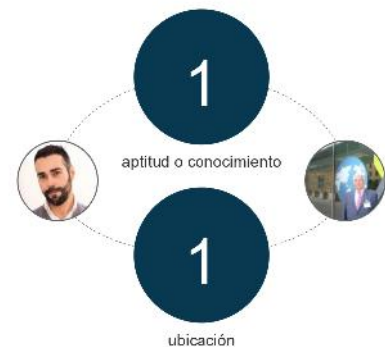 1
aptitud o conocimiento
1
ubicación